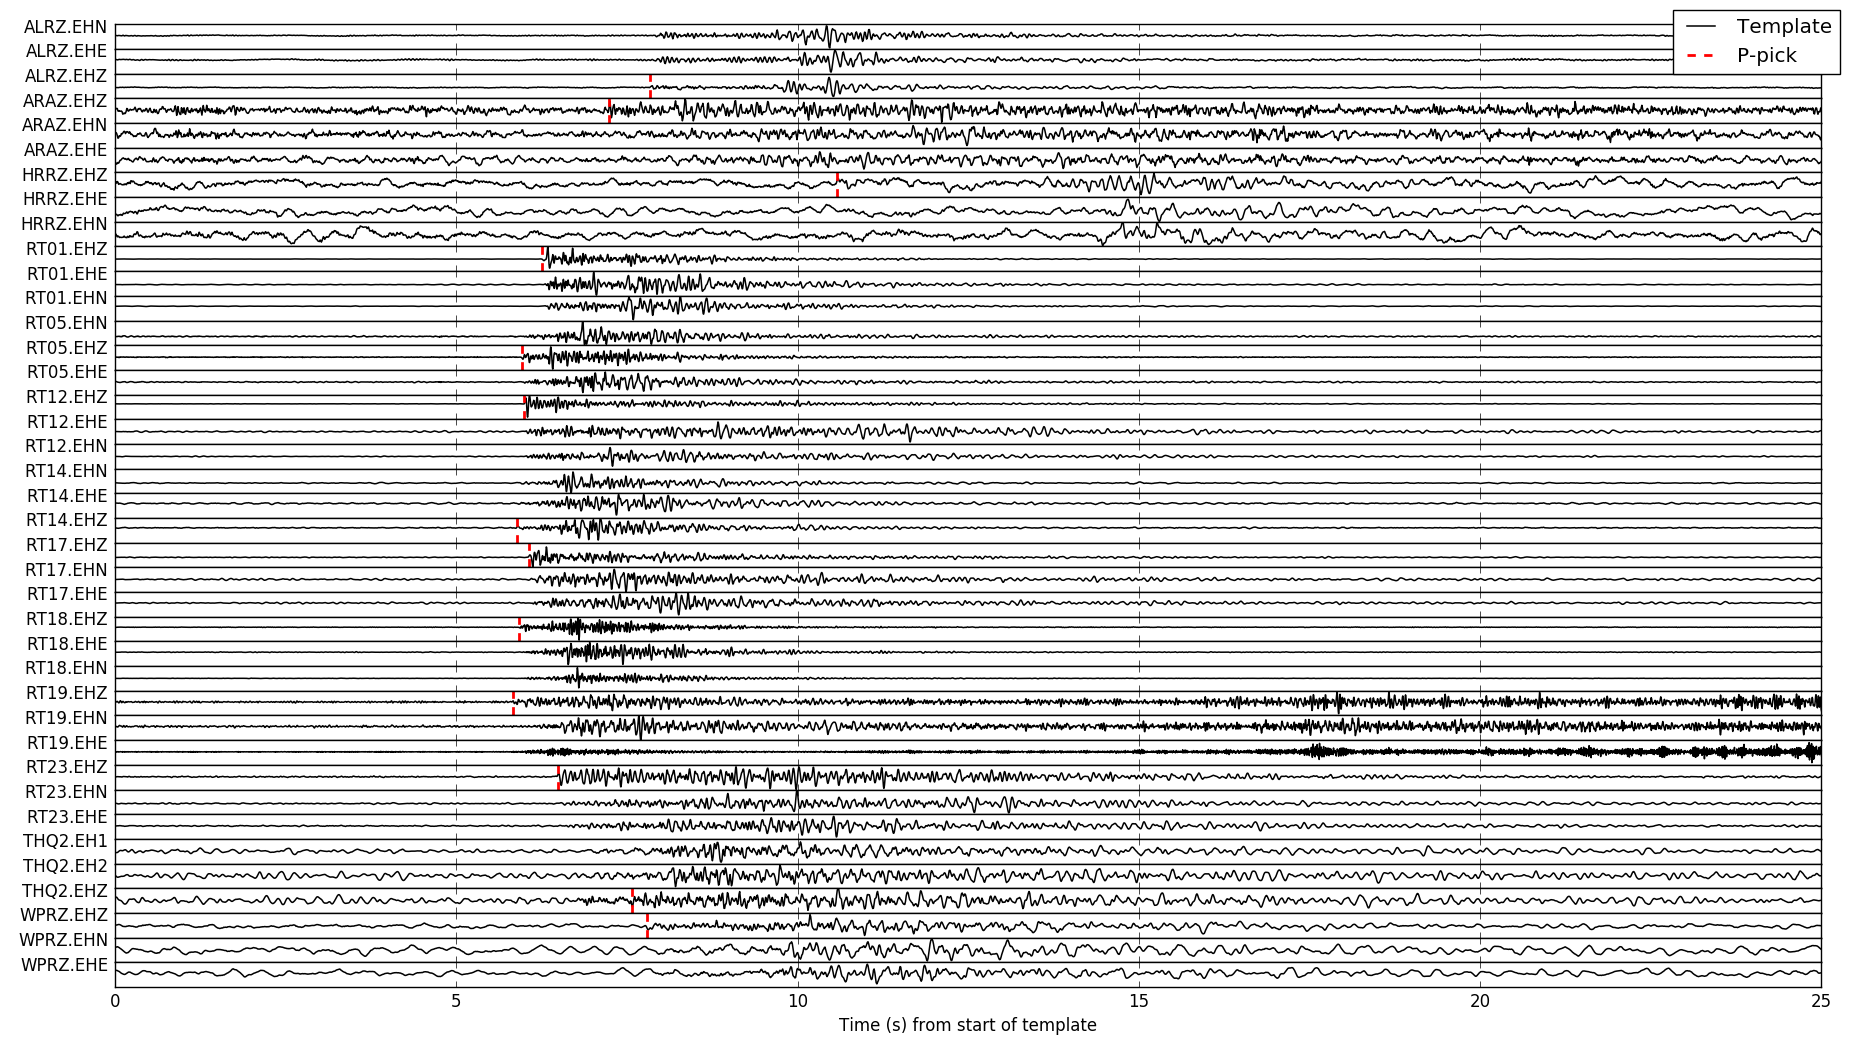 Template
P-pick
ALRZ.EHN
ALRZ.EHE
ALRZ.EHZ
ARAZ.EHZ
ARAZ.EHN
ARAZ.EHE
HRRZ.EHZ
HRRZ.EHE
HRRZ.EHN
RT01.EHZ
RT01.EHE
RT01.EHN
RT05.EHN
RT05.EHZ
RT05.EHE
RT12.EHZ
RT12.EHE
RT12.EHN
RT14.EHN
RT14.EHE
RT14.EHZ
RT17.EHZ
RT17.EHN
RT17.EHE
RT18.EHZ
RT18.EHE
RT18.EHN
RT19.EHZ
RT19.EHN
RT19.EHE
RT23.EHZ
RT23.EHN
RT23.EHE
THQ2.EH1
THQ2.EH2
THQ2.EHZ
WPRZ.EHZ
WPRZ.EHN
WPRZ.EHE
0 5 10 15 20 25
Time (s) from start of template